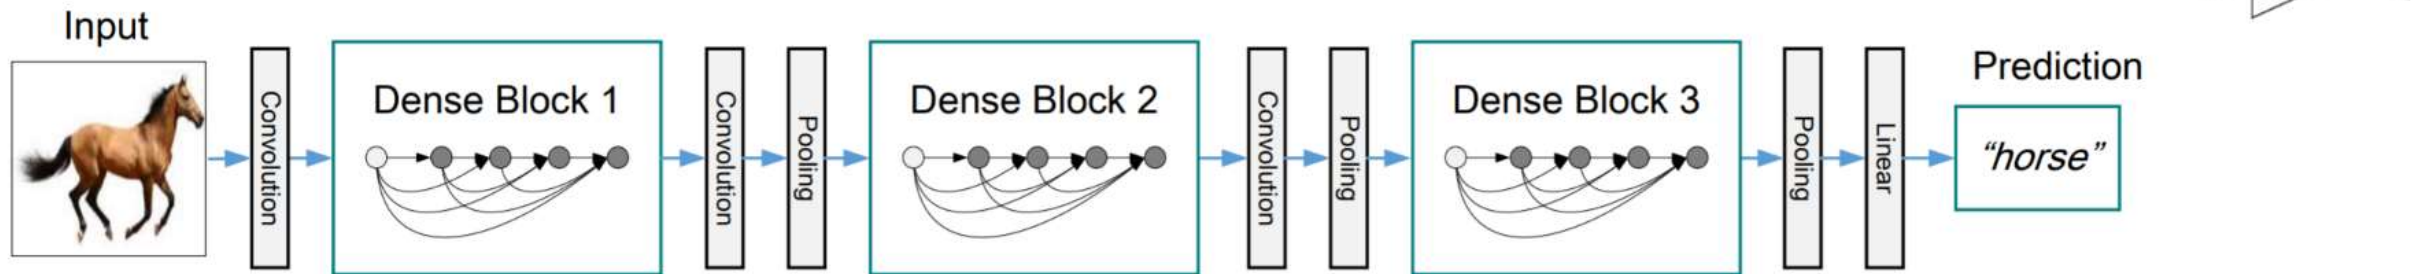 Input
Convolution
Dense Block 1
Convolution
Pooling
Dense Block 2
Convolution
Pooling
Dense Block 3
Pooling
Linear
Prediction
“horse”